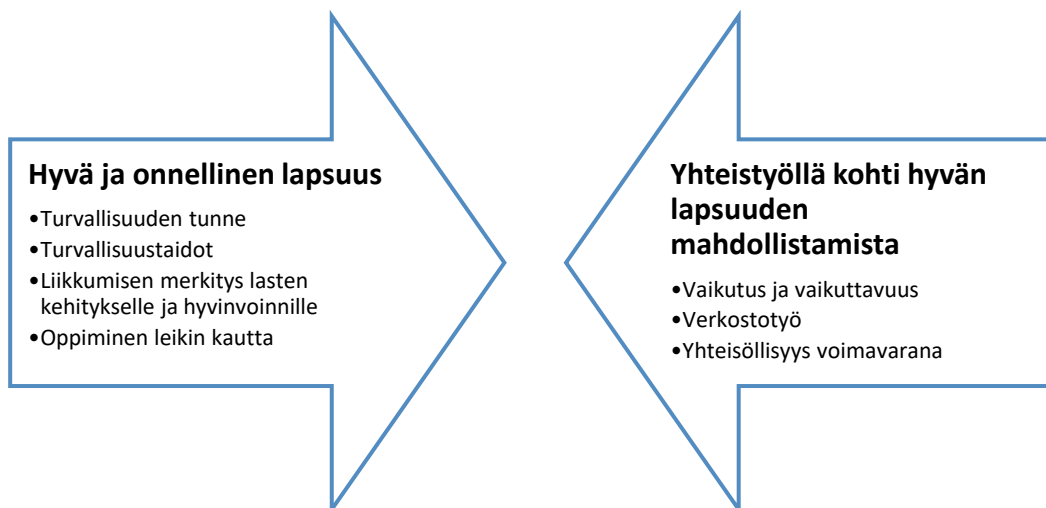 Hyvä ja onnellinen lapsuus
•Turvallisuuden tunne
•Turvallisuustaidot
•Liikkumisen merkitys lasten
kehitykselle ja hyvinvoinnille
•Oppiminen leikin kautta
Yhteistyöllä kohti hyvän
lapsuuden
mahdollistamista
•Vaikutus ja vaikuttavuus
•Verkostotyö
•Yhteisöllisyys voimavarana